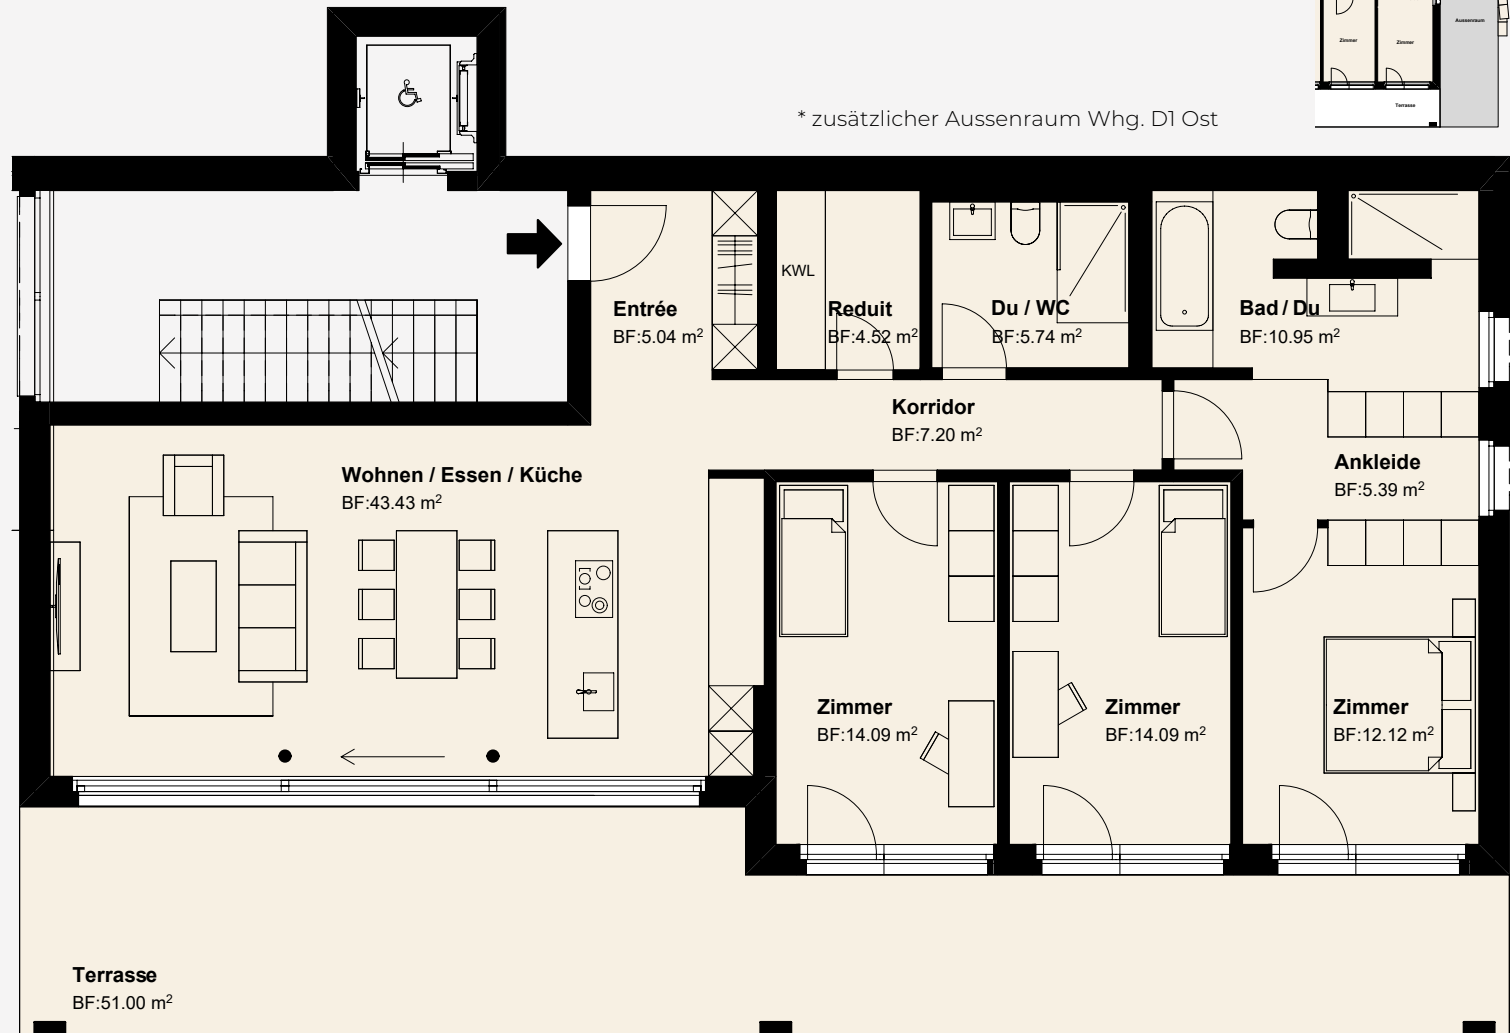 Aussenraum
Zimmer
Zimmer
Terrasse
* zusätzlicher Aussenraum Whg. D1 Ost
KWL
Entrée
BF:5.04 m²
Reduit
BF:4.52 m²
Du / WC
BF:5.74 m²
Bad / Du
BF:10.95 m²
Korridor
BF:7.20 m²
Wohnen / Essen / Küche
BF:43.43 m²
Ankleide
BF:5.39 m²
Zimmer
BF:14.09 m²
Zimmer
BF:14.09 m²
Zimmer
BF:12.12 m²
Terrasse
BF:51.00 m²